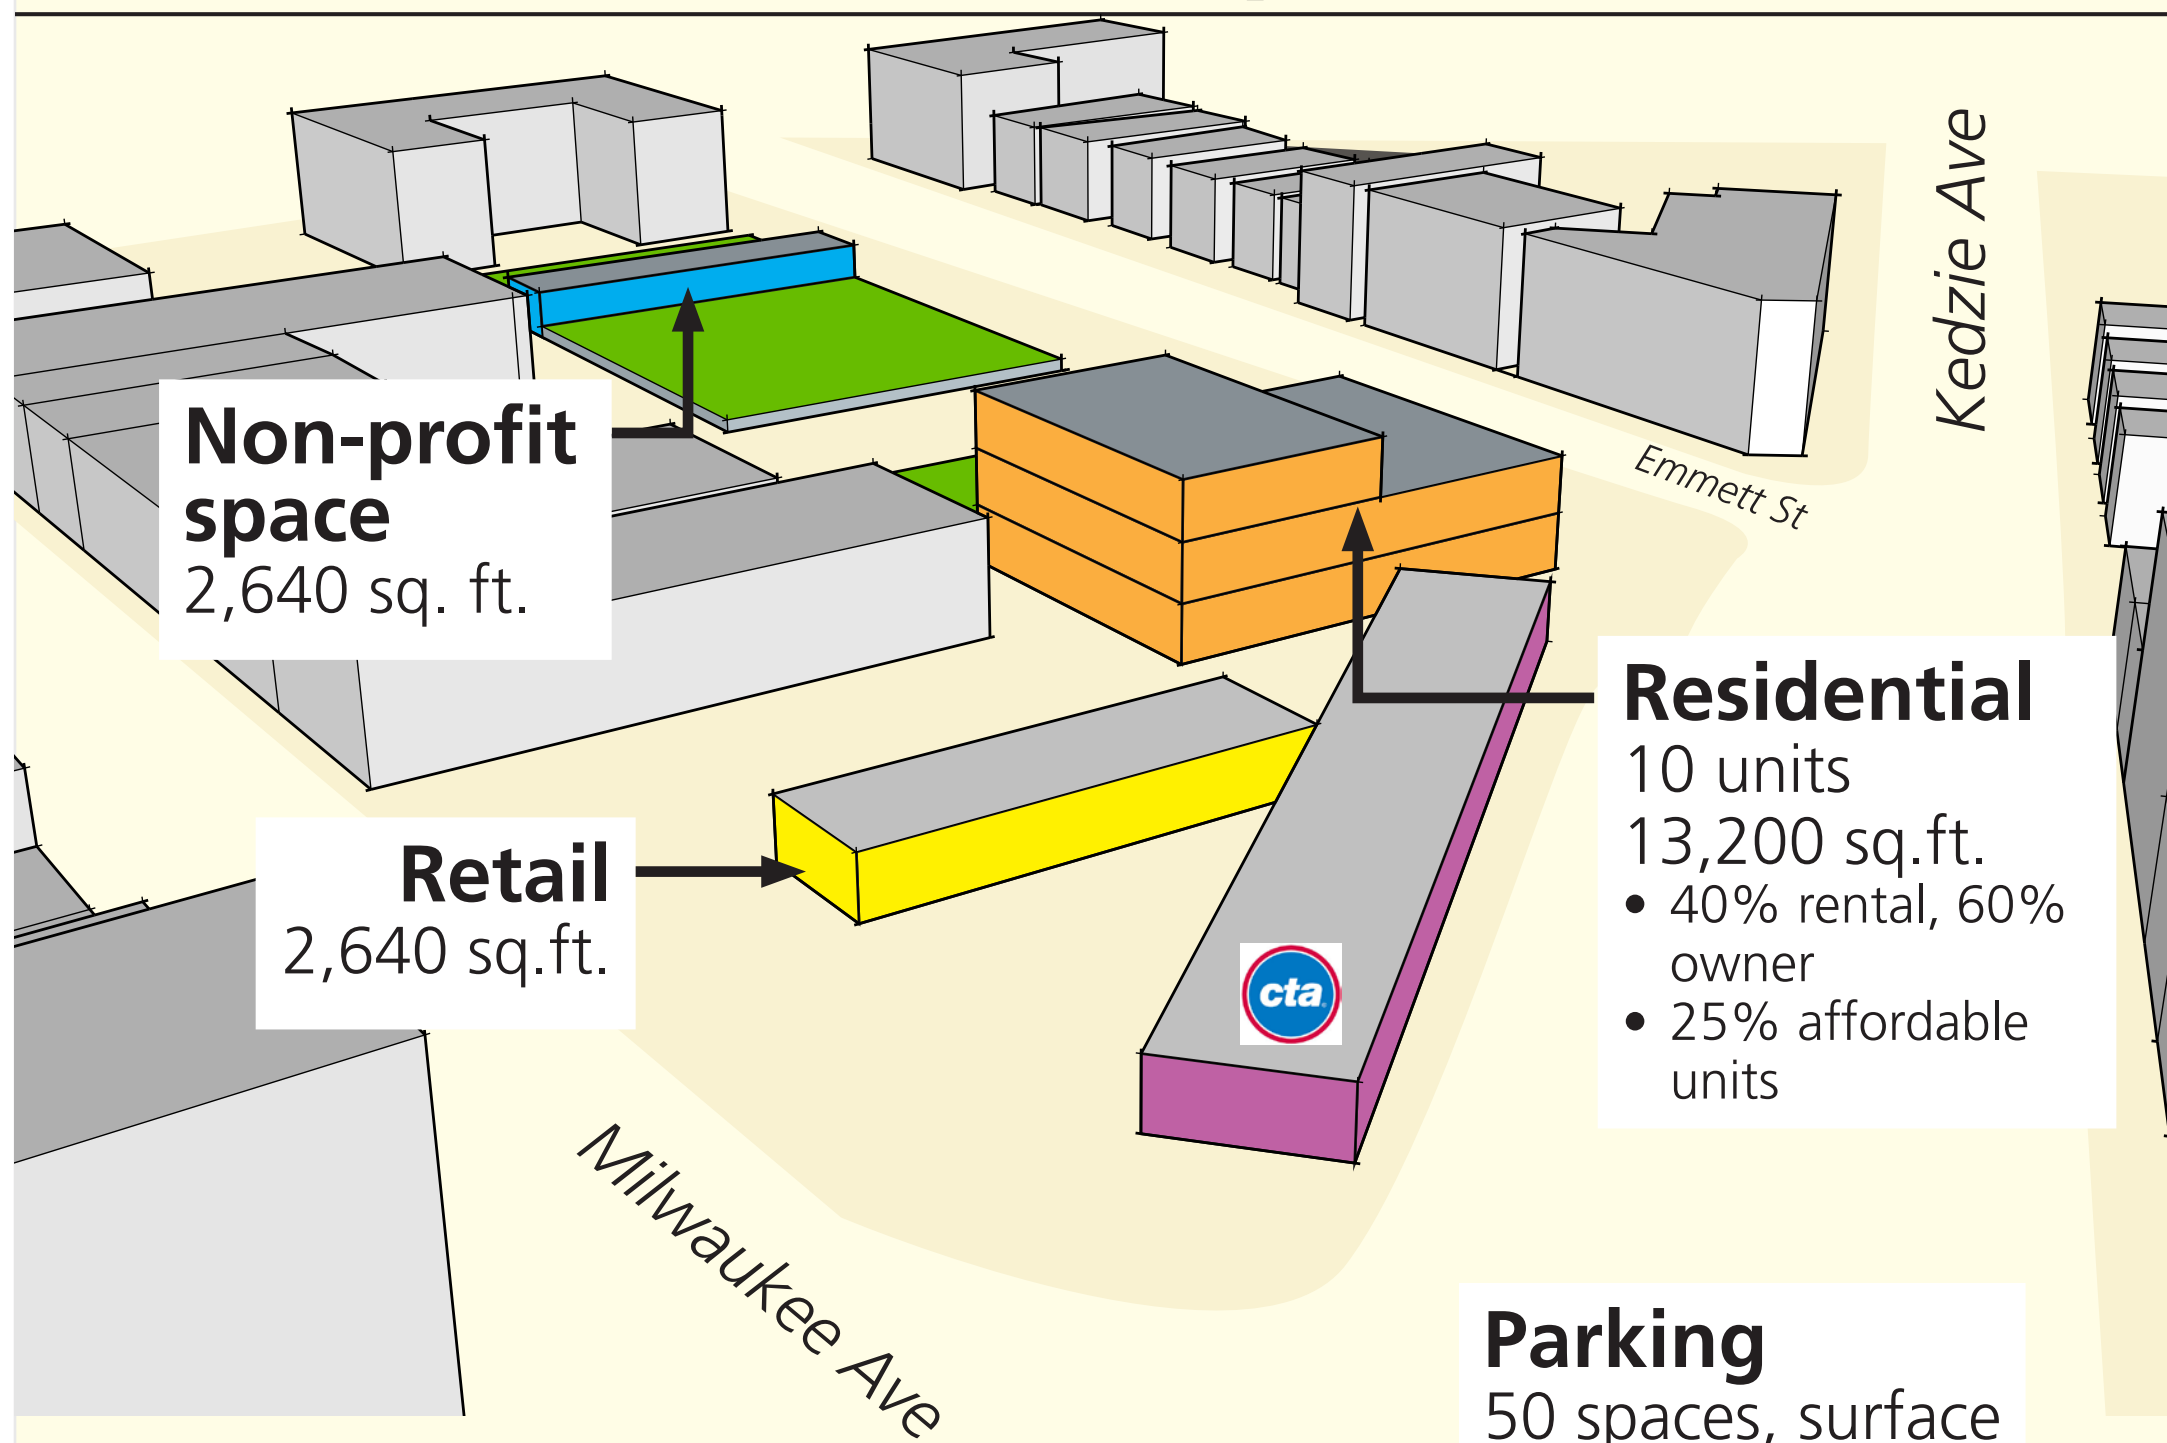 Kedzie Ave
Emmett St
Non-profit
space
2,640 sq. ft.
Residential
10 units
13,200 sq.ft.
• 40% rental, 60%
owner
• 25% affordable
units
Retail
2,640 sq.ft.
cta
Milwaukee Ave
Parking
50 spaces, surface